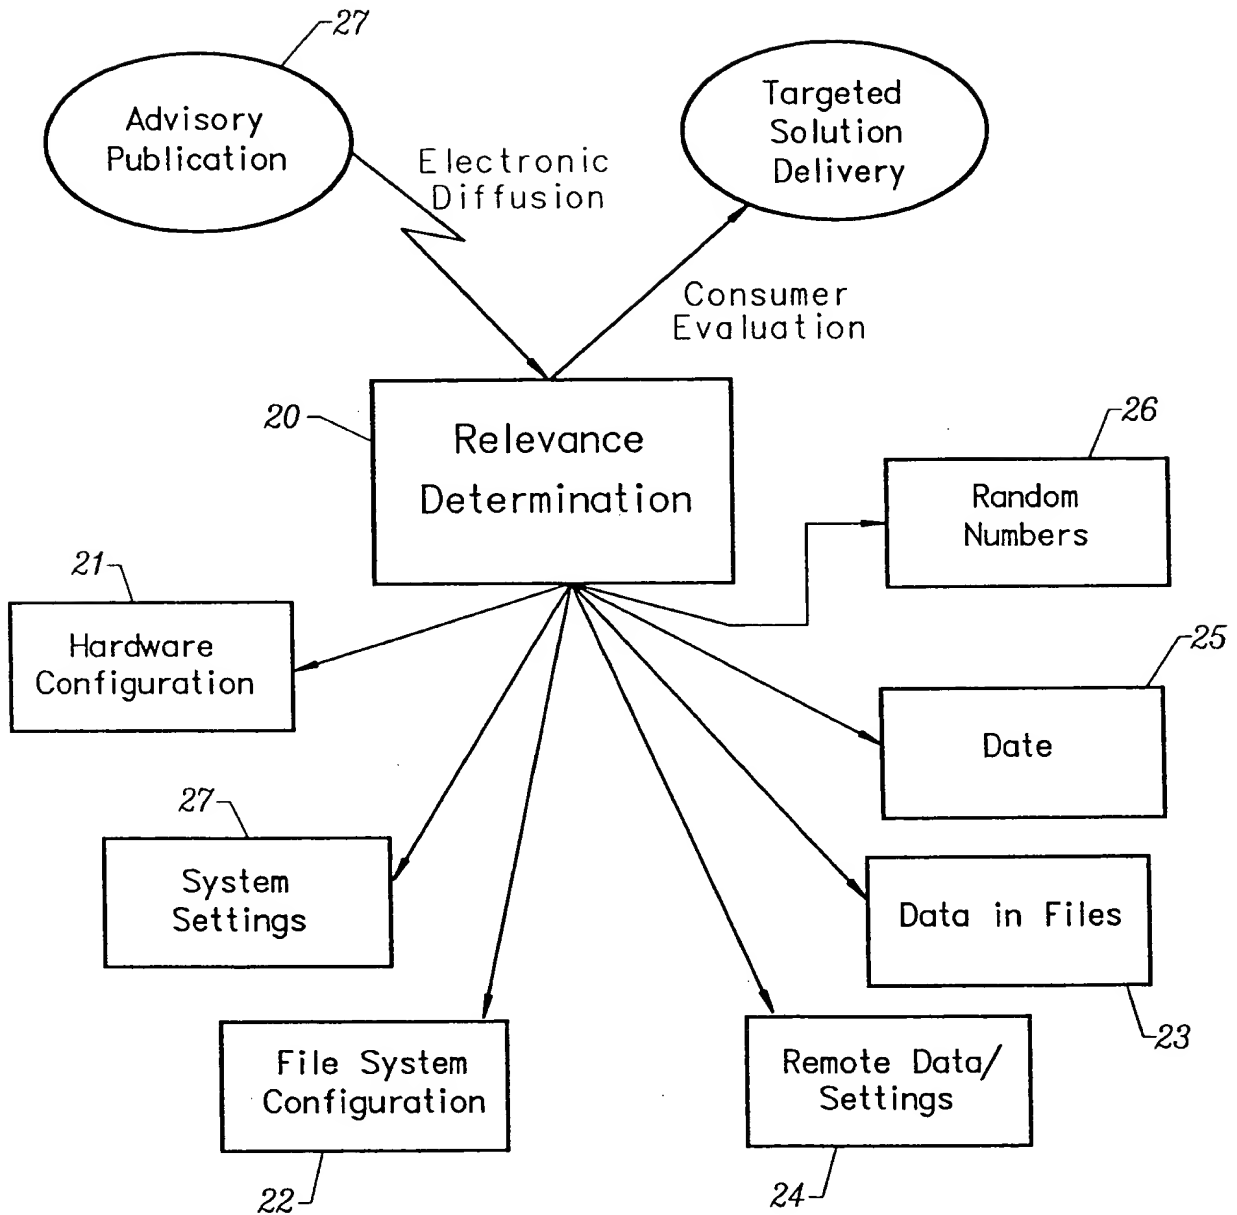 27
Advisory
Publication
Targeted
Solution
Delivery
Electronic
Diffusion
Consumer
Evaluation
20
Relevance
Determination
26
Random
Numbers
21
Hardware
Configuration
25
Date
27
System
Settings
Data in Files
23
File System
Configuration
22
Remote Data/
Settings
24